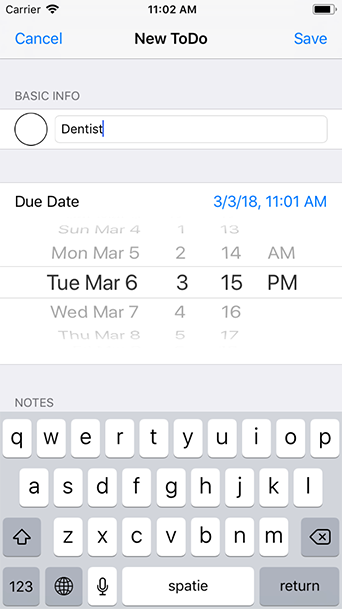 Carrier 11:02 AM
Cancel New ToDo Save
BASIC INFO
Dentist
Due Date 3/3/18, 11:01 AM
Sun Mar 4 1 13
Mon Mar 5 2 14 AM
Tue Mar 6 3 15 PM
Wed Mar 7 4 16
Thu Mar 8 5 17
NOTES
q w e r t y u i o p
a s d f g h j k l
z x c v b n m
123 spatie return